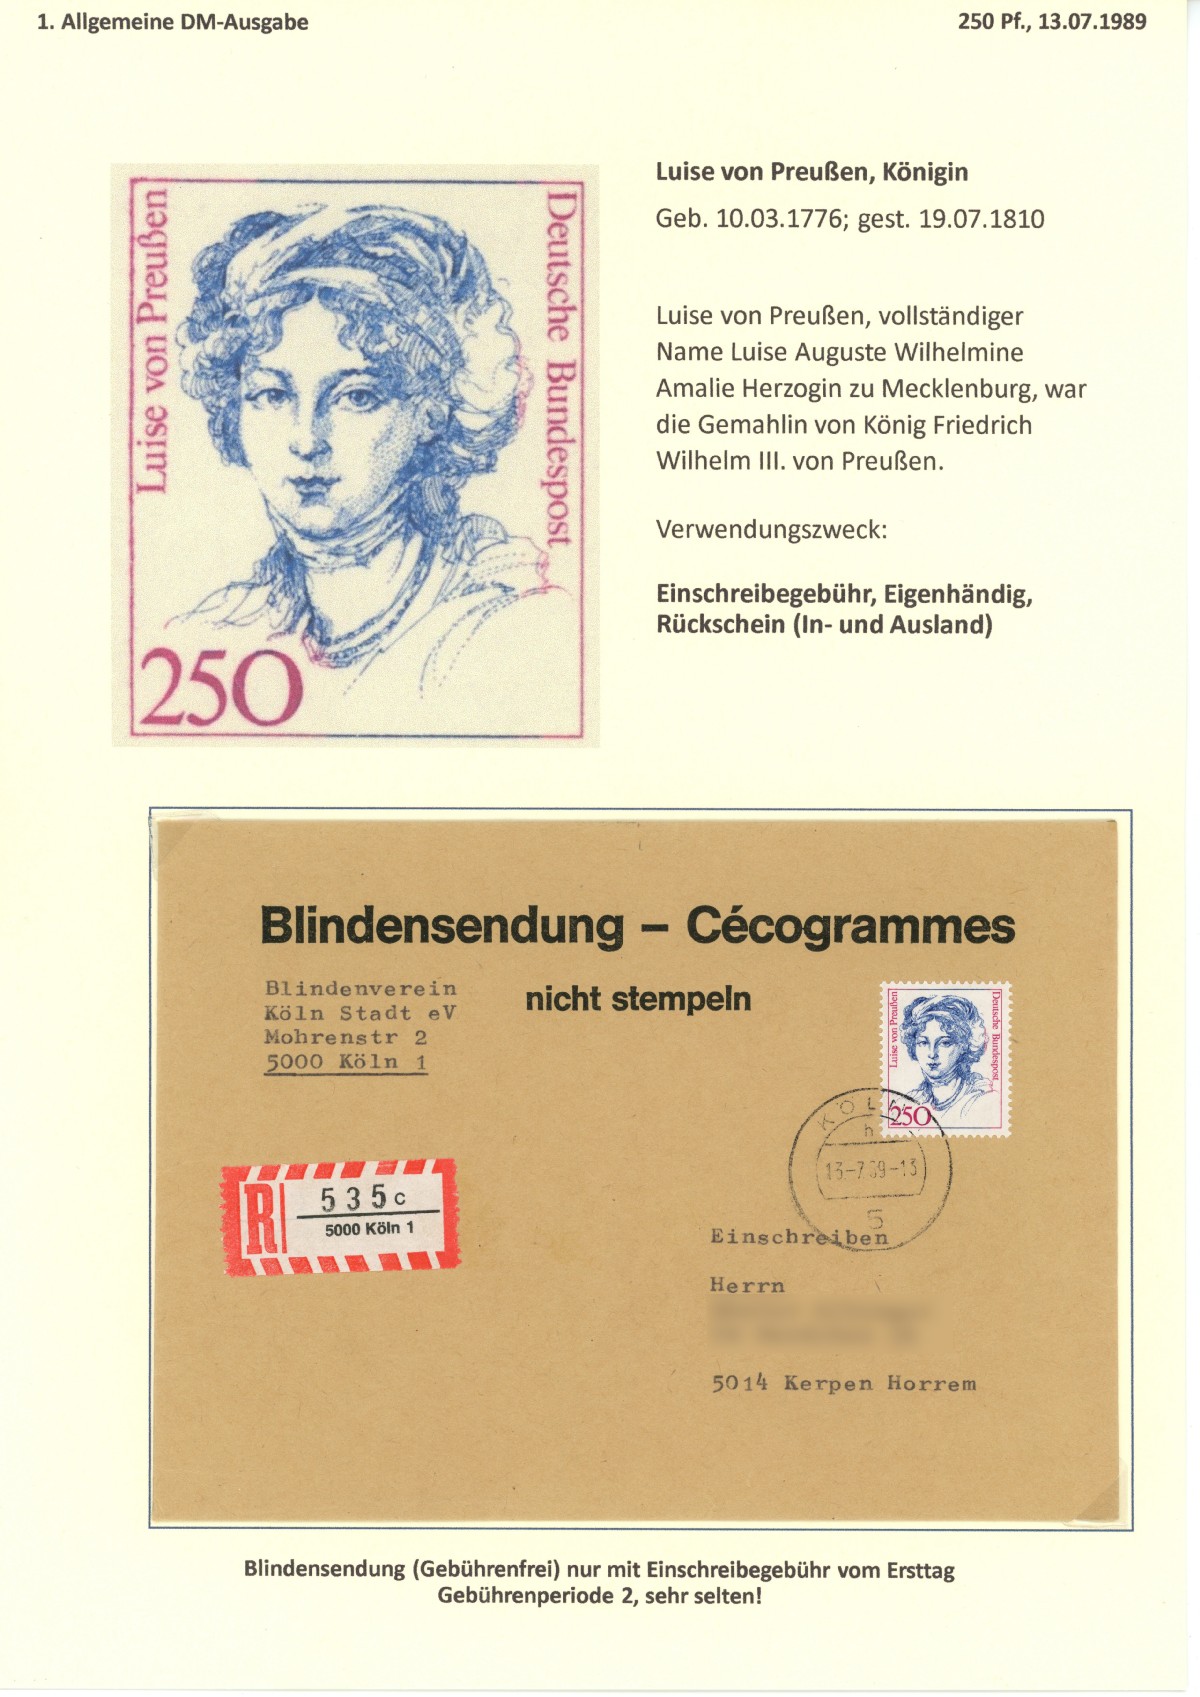 1. Allgemeine DM-Ausgabe
250 Pf., 13.07.1989
Luise von Preußen
Deutsche Bundespost
250
Luise von Preußen, Königin
Geb. 10.03.1776; gest. 19.07.1810
Luise von Preußen, vollständiger
Name Luise Auguste Wilhelmine
Amalie Herzogin zu Mecklenburg, war
die Gemahlin von König Friedrich
Wilhelm III. von Preußen.
Verwendungszweck:
Einschreibegebühr, Eigenhändig,
Rückschein (In- und Ausland)
Blindensendung – Cécogrammes
nicht stempeln
Blindenverein
Köln Stadt eV
Mohrenstr 2
5000 Köln 1
Luise von Preußen
Deutsche Bundespost
250
KÖLN
h
13-7.89-13
5
R
535c
5000 Köln 1
Einschreiben
Herrn
5014 Kerpen Horrem
Blindensendung (Gebührenfrei) nur mit Einschreibegebühr vom Ersttag
Gebührenperiode 2, sehr selten!